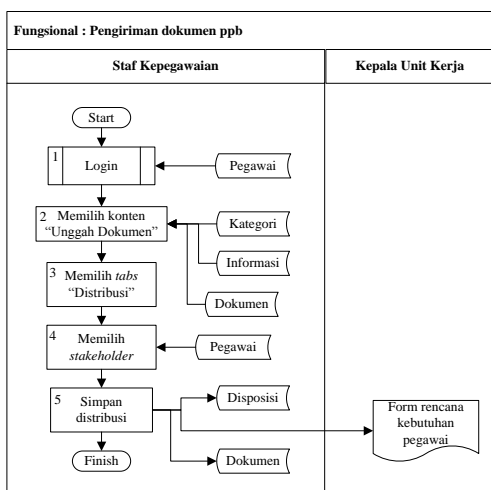 Fungsional : Pengiriman dokumen ppb
Staf Kepegawaian
Kepala Unit Kerja
Start
1
Login
Pegawai
2
Memilih konten
“Unggah Dokumen”
Kategori
Informasi
Dokumen
3
Memilih tabs
“Distribusi”
4
Memilih
stakeholder
Pegawai
5
Simpan
distribusi
Disposisi
Dokumen
Form rencana
kebutuhan
pegawai
Finish